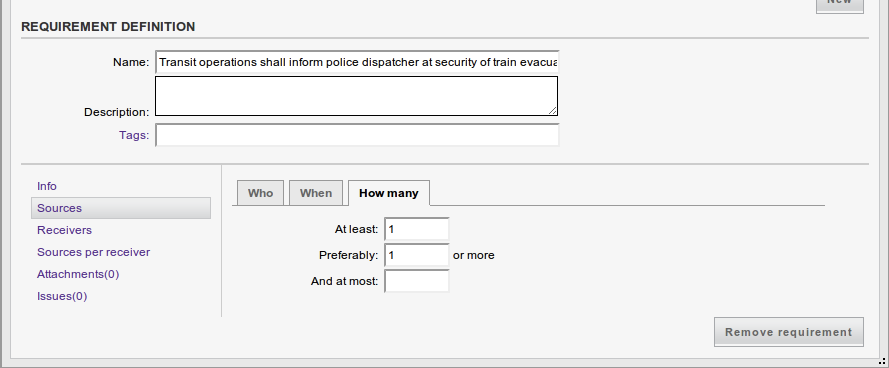 New
REQUIREMENT DEFINITION
Name: Transit operations shall inform police dispatcher at security of train evacua
Description:
Tags:
Info
Sources
Receivers
Sources per receiver
Attachments(0)
Issues(0)
Who When How many
At least: 1
Preferably: 1 or more
And at most:
Remove requirement